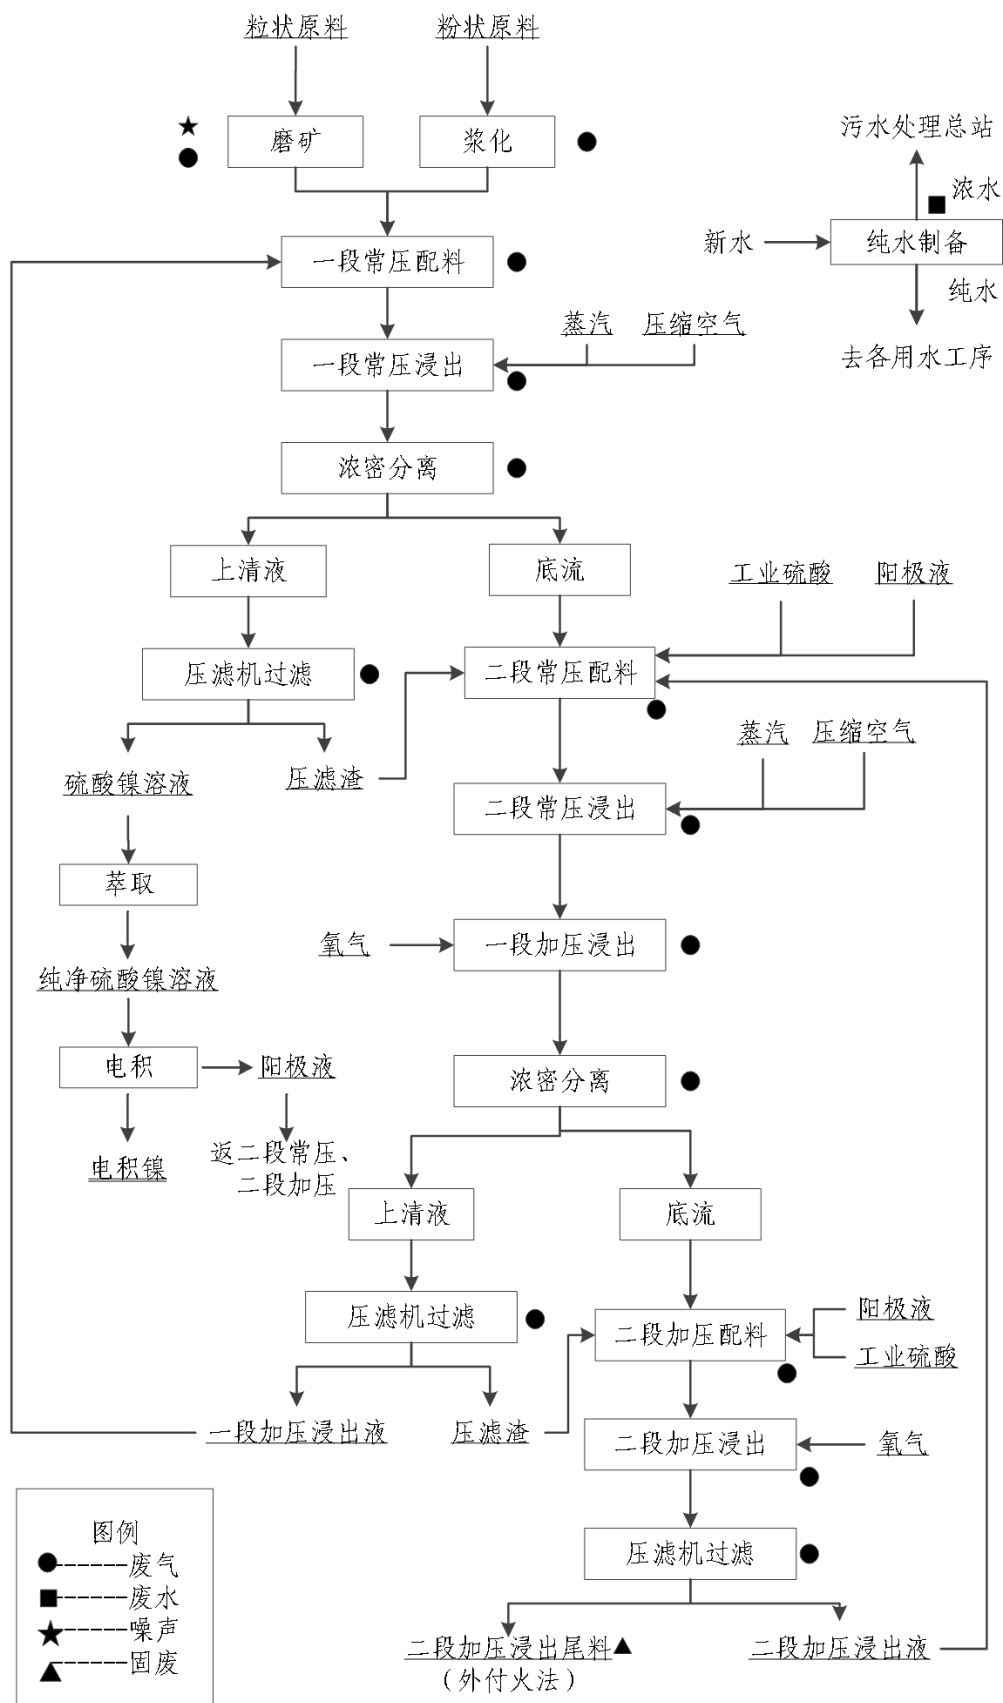 粒状原料
粉状原料
磨矿
浆化
污水处理总站
浓水
新水
纯水制备
纯水
去各用水工序
一段常压配料
蒸汽
压缩空气
一段常压浸出
浓密分离
上清液
底流
工业硫酸
阳极液
压滤机过滤
二段常压配料
蒸汽
压缩空气
硫酸镍溶液
压滤渣
二段常压浸出
萃取
氧气
一段加压浸出
纯净硫酸镍溶液
电积
阳极液
浓密分离
电积镍
返二段常压、
二段加压
上清液
底流
压滤机过滤
二段加压配料
阳极液
工业硫酸
一段加压浸出液
压滤渣
二段加压浸出
氧气
压滤机过滤
二段加压浸出尾料
(外付火法)
二段加压浸出液
图例
废气
废水
噪声
固废